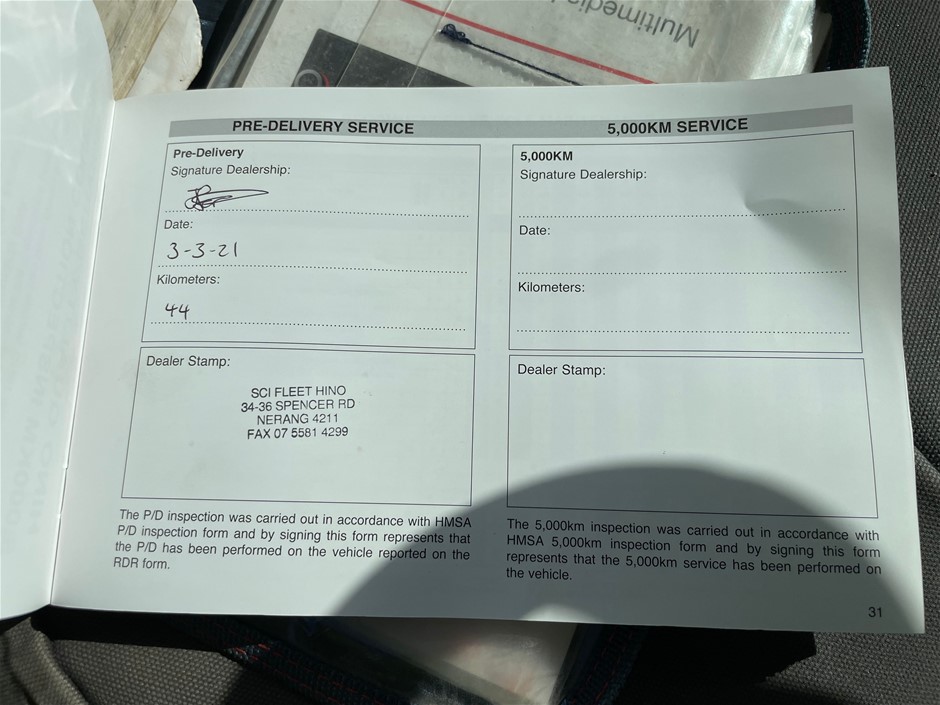 Multimedia
PRE-DELIVERY SERVICE
Pre-Delivery
Signature Dealership:
Date:
3-3-21
Kilometers:
44
Dealer Stamp:
SCI FLEET HINO
34-36 SPENCER RD
NERANG 4211
FAX 07 5581 4299
The P/D inspection was carried out in accordance with HMSA
P/D inspection form and by signing this form represents that
the P/D has been performed on the vehicle reported on the
RDR form.
5,000KM SERVICE
5,000KM
Signature Dealership:
Date:
Kilometers:
Dealer Stamp:
The 5,000km inspection was carried out in accordance with
HMSA 5,000km inspection form and by signing this form
represents that the 5,000km service has been performed on
the vehicle.
31